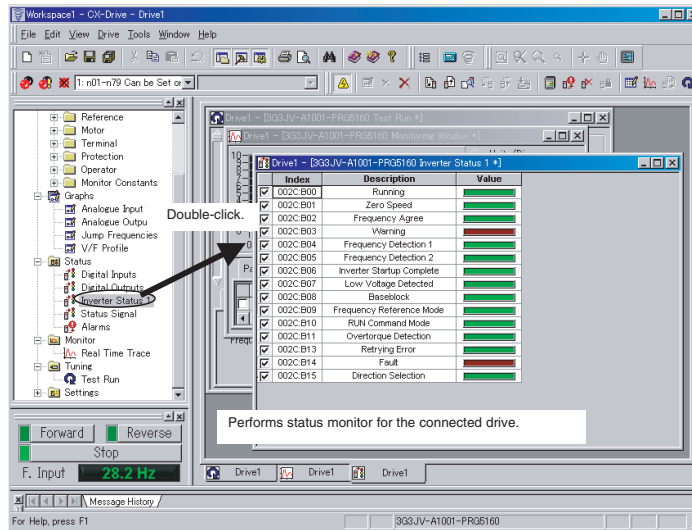 Workspace1 - CX-Drive - Drive1
File Edit View Drive Tools Window Help
1: n01-n79 Can be Set or
Reference
Motor
Terminal
Protection
Operator
Monitor Constants
Graphs
Analogue Input
Analogue Outpu
Jump Frequencies
V/F Profile
Status
Digital Inputs
Digital Outputs
Inverter Status 1
Status Signal
Alarms
Monitor
Real Time Trace
Tuning
Test Run
Settings
Double-click.
Drive1 - [3G3JV-A1001-PRG5160 Test Run *]
Drive1 - [3G3JV-A1001-PRG5160 Monitoring Window *]
Drive1 - [3G3JV-A1001-PRG5160 Inverter Status 1 *]
Index Description Value
002C:B00 Running
002C:B01 Zero Speed
002C:B02 Frequency Agree
002C:B03 Warning
002C:B04 Frequency Detection 1
002C:B05 Frequency Detection 2
002C:B06 Inverter Startup Complete
002C:B07 Low Voltage Detected
002C:B08 Baseblock
002C:B09 Frequency Reference Mode
002C:B10 RUN Command Mode
002C:B11 Overtorque Detection
002C:B13 Retrying Error
002C:B14 Fault
002C:B15 Direction Selection
Performs status monitor for the connected drive.
Forward Reverse
Stop
F. Input 28.2 Hz
Drive1 Drive1 Drive1
Message History
For Help, press F1
3G3JV-A1001-PRG5160